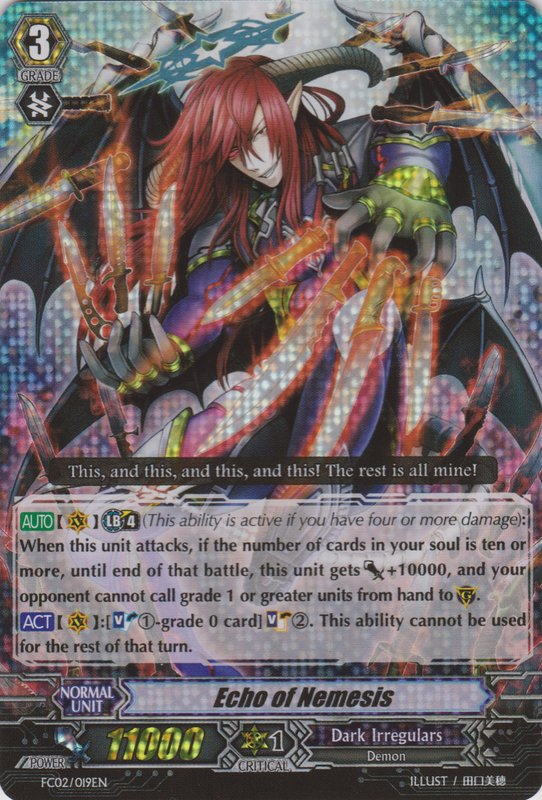 3
GRADE
This, and this, and this, and this! The rest is all mine!
AUTO【 】LB 4 (This ability is active if you have four or more damage):
When this unit attacks, if the number of cards in your soul is ten or
more, until end of that battle, this unit gets +10000, and your
opponent cannot call grade 1 or greater units from hand to G.
ACT【 】:[V ①-grade 0 card] V ②. This ability cannot be used
for the rest of that turn.
NORMAL
UNIT
Echo of Nemesis
POWER 11000
1
CRITICAL
Dark Irregulars
Demon
FC02/019EN
ILLUST / 田口美穂